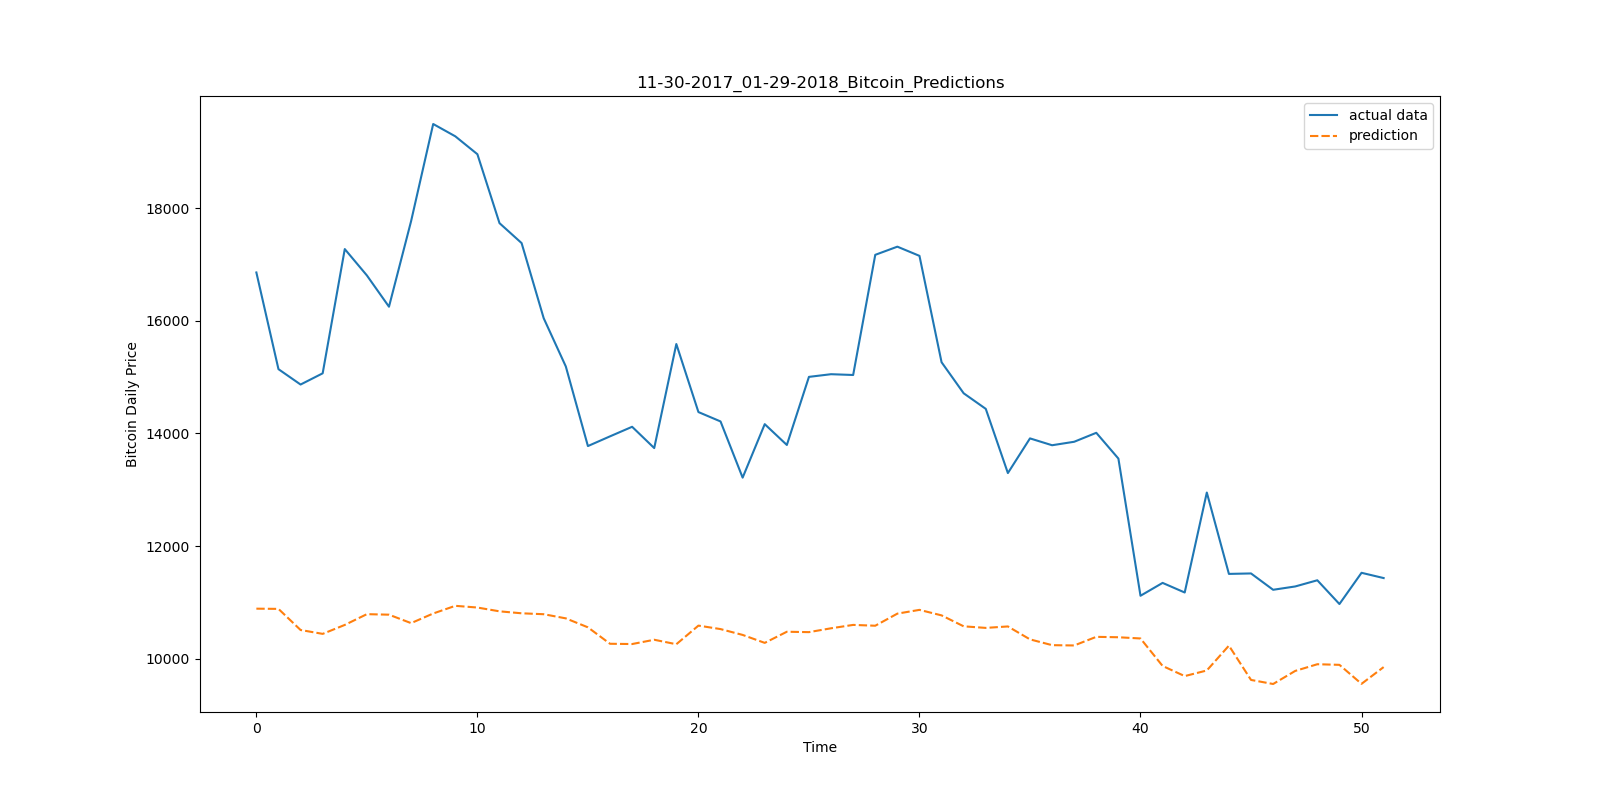 11-30-2017_01-29-2018_Bitcoin_Predictions
actual data
prediction
Bitcoin Daily Price
18000
16000
14000
12000
10000
0 10 20 30 40 50
Time